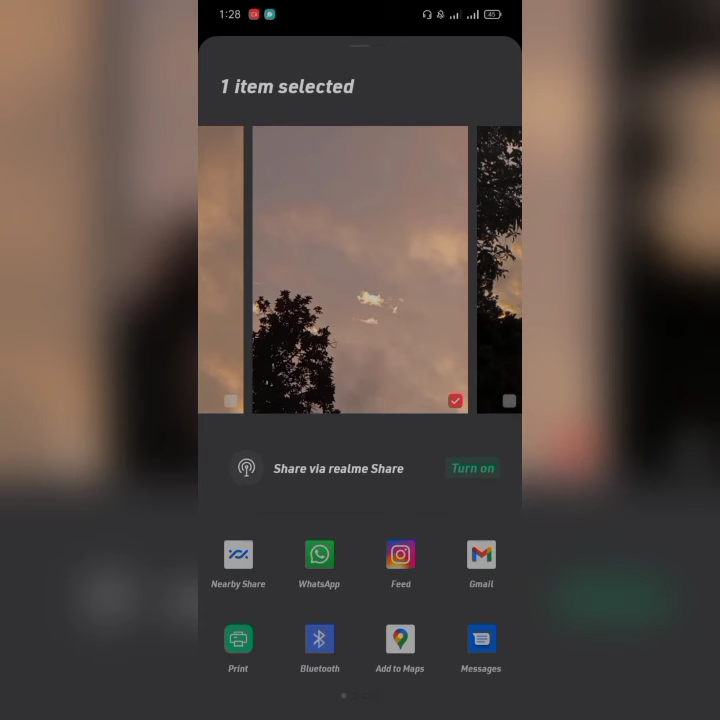 1:28
45
1 item selected
Share via realme Share
Turn on
Nearby Share
WhatsApp
Feed
Gmail
Print
Bluetooth
Add to Maps
Messages